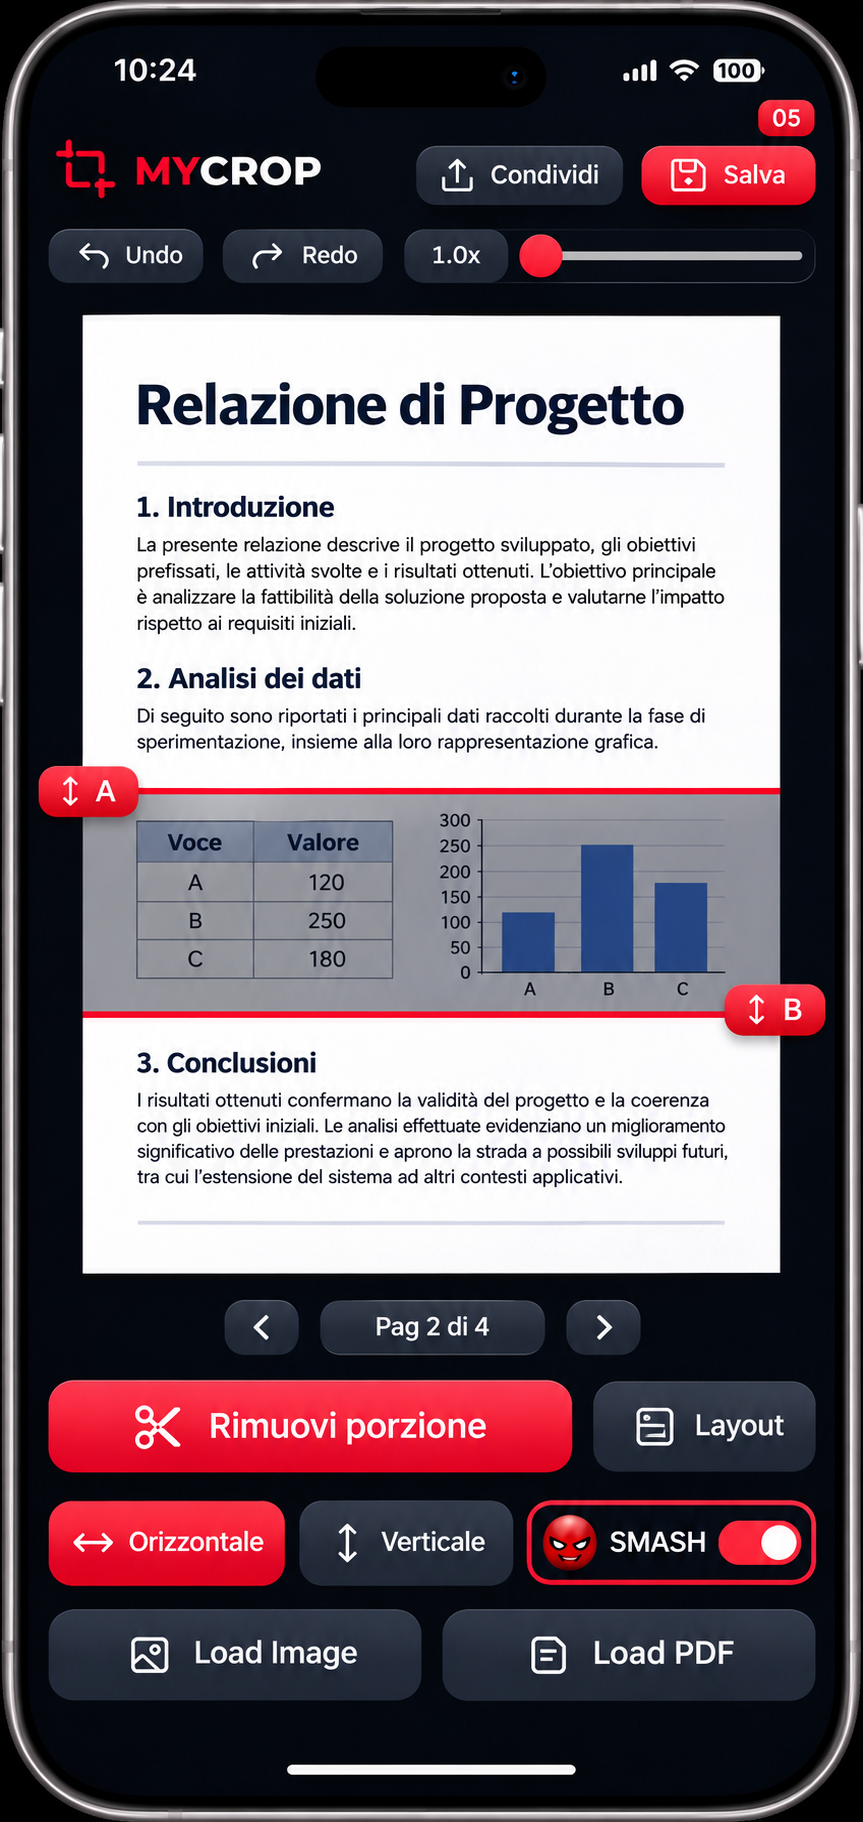 10:24
100
05
MYCROP
Condividi
Salva
Undo
Redo
1.0x
Relazione di Progetto
1. Introduzione
La presente relazione descrive il progetto sviluppato, gli obiettivi
prefissati, le attività svolte e i risultati ottenuti. L'obiettivo principale
è analizzare la fattibilità della soluzione proposta e valutarne l'impatto
rispetto ai requisiti iniziali.
2. Analisi dei dati
Di seguito sono riportati i principali dati raccolti durante la fase di
sperimentazione, insieme alla loro rappresentazione grafica.
A
Voce Valore
A 120
B 250
C 180
300
250
200
150
100
50
0
A B C
B
3. Conclusioni
I risultati ottenuti confermano la validità del progetto e la coerenza
con gli obiettivi iniziali. Le analisi effettuate evidenziano un miglioramento
significativo delle prestazioni e aprono la strada a possibili sviluppi futuri,
tra cui l'estensione del sistema ad altri contesti applicativi.
Pag 2 di 4
Rimuovi porzione
Layout
Orizzontale
Verticale
SMASH
Load Image
Load PDF